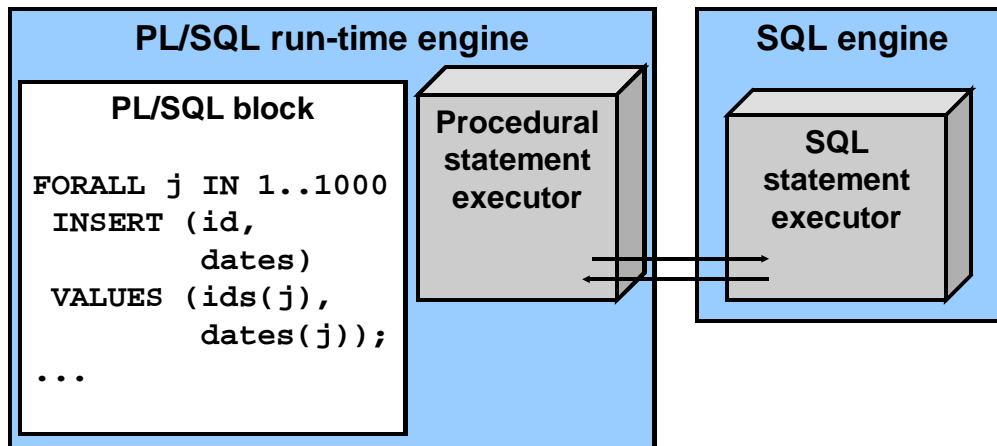 PL/SQL run-time engine
PL/SQL block
FORALL j IN 1..1000
INSERT (id,
dates)
VALUES (ids(j),
dates(j));
...
Procedural
statement
executor
SQL engine
SQL
statement
executor